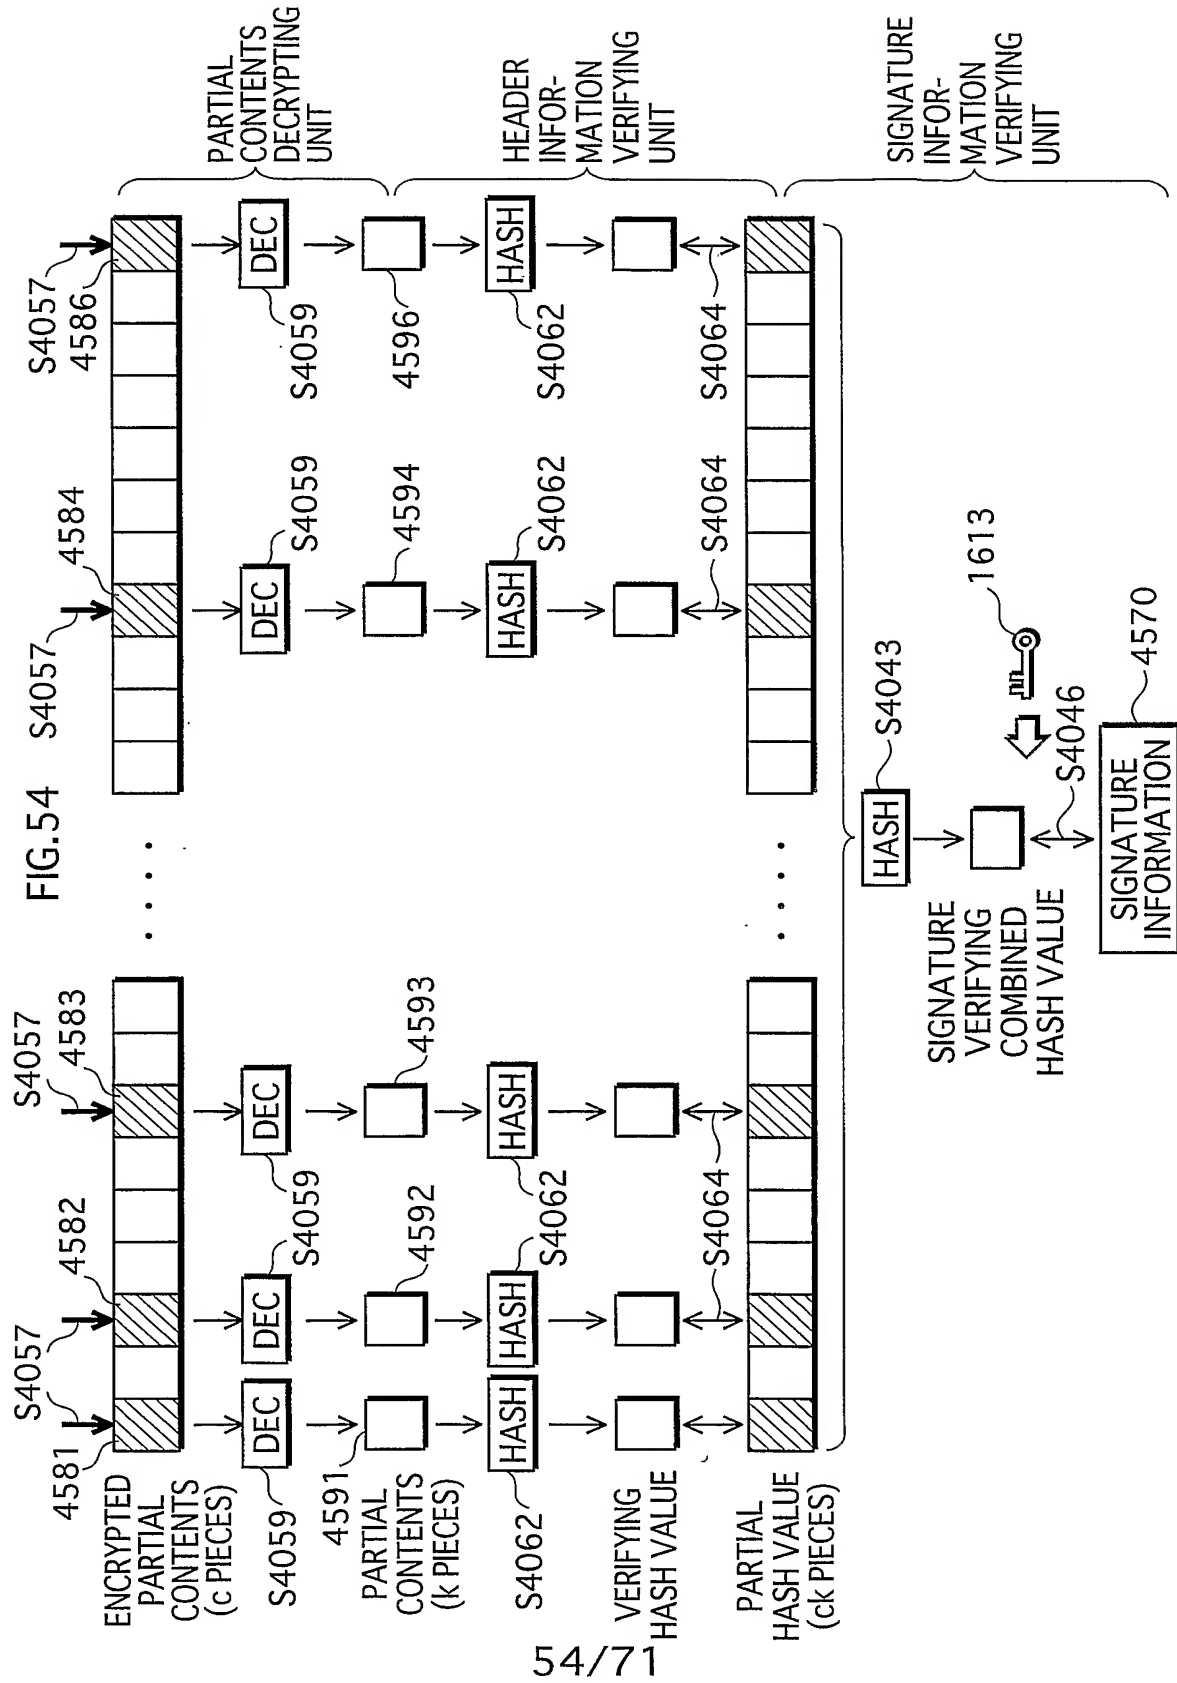 FIG.54
S4057
S4057
S4057
S4057
S4057
4581
4582
4583
4584
4586
ENCRYPTED
PARTIAL
CONTENTS
(c PIECES)
PARTIAL
CONTENTS
DECRYPTING
UNIT
DEC
DEC
DEC
DEC
DEC
S4059
S4059
S4059
S4059
S4059
PARTIAL
CONTENTS
(k PIECES)
4591
4592
4593
4594
4596
HEADER
INFOR-
MATION
VERIFYING
UNIT
HASH
HASH
HASH
HASH
HASH
S4062
S4062
S4062
S4062
S4062
VERIFYING
HASH VALUE
S4064
S4064
S4064
PARTIAL
HASH VALUE
(ck PIECES)
SIGNATURE
INFOR-
MATION
VERIFYING
UNIT
HASH
S4043
SIGNATURE
VERIFYING
COMBINED
HASH VALUE
1613
S4046
SIGNATURE
INFORMATION
4570
54/71